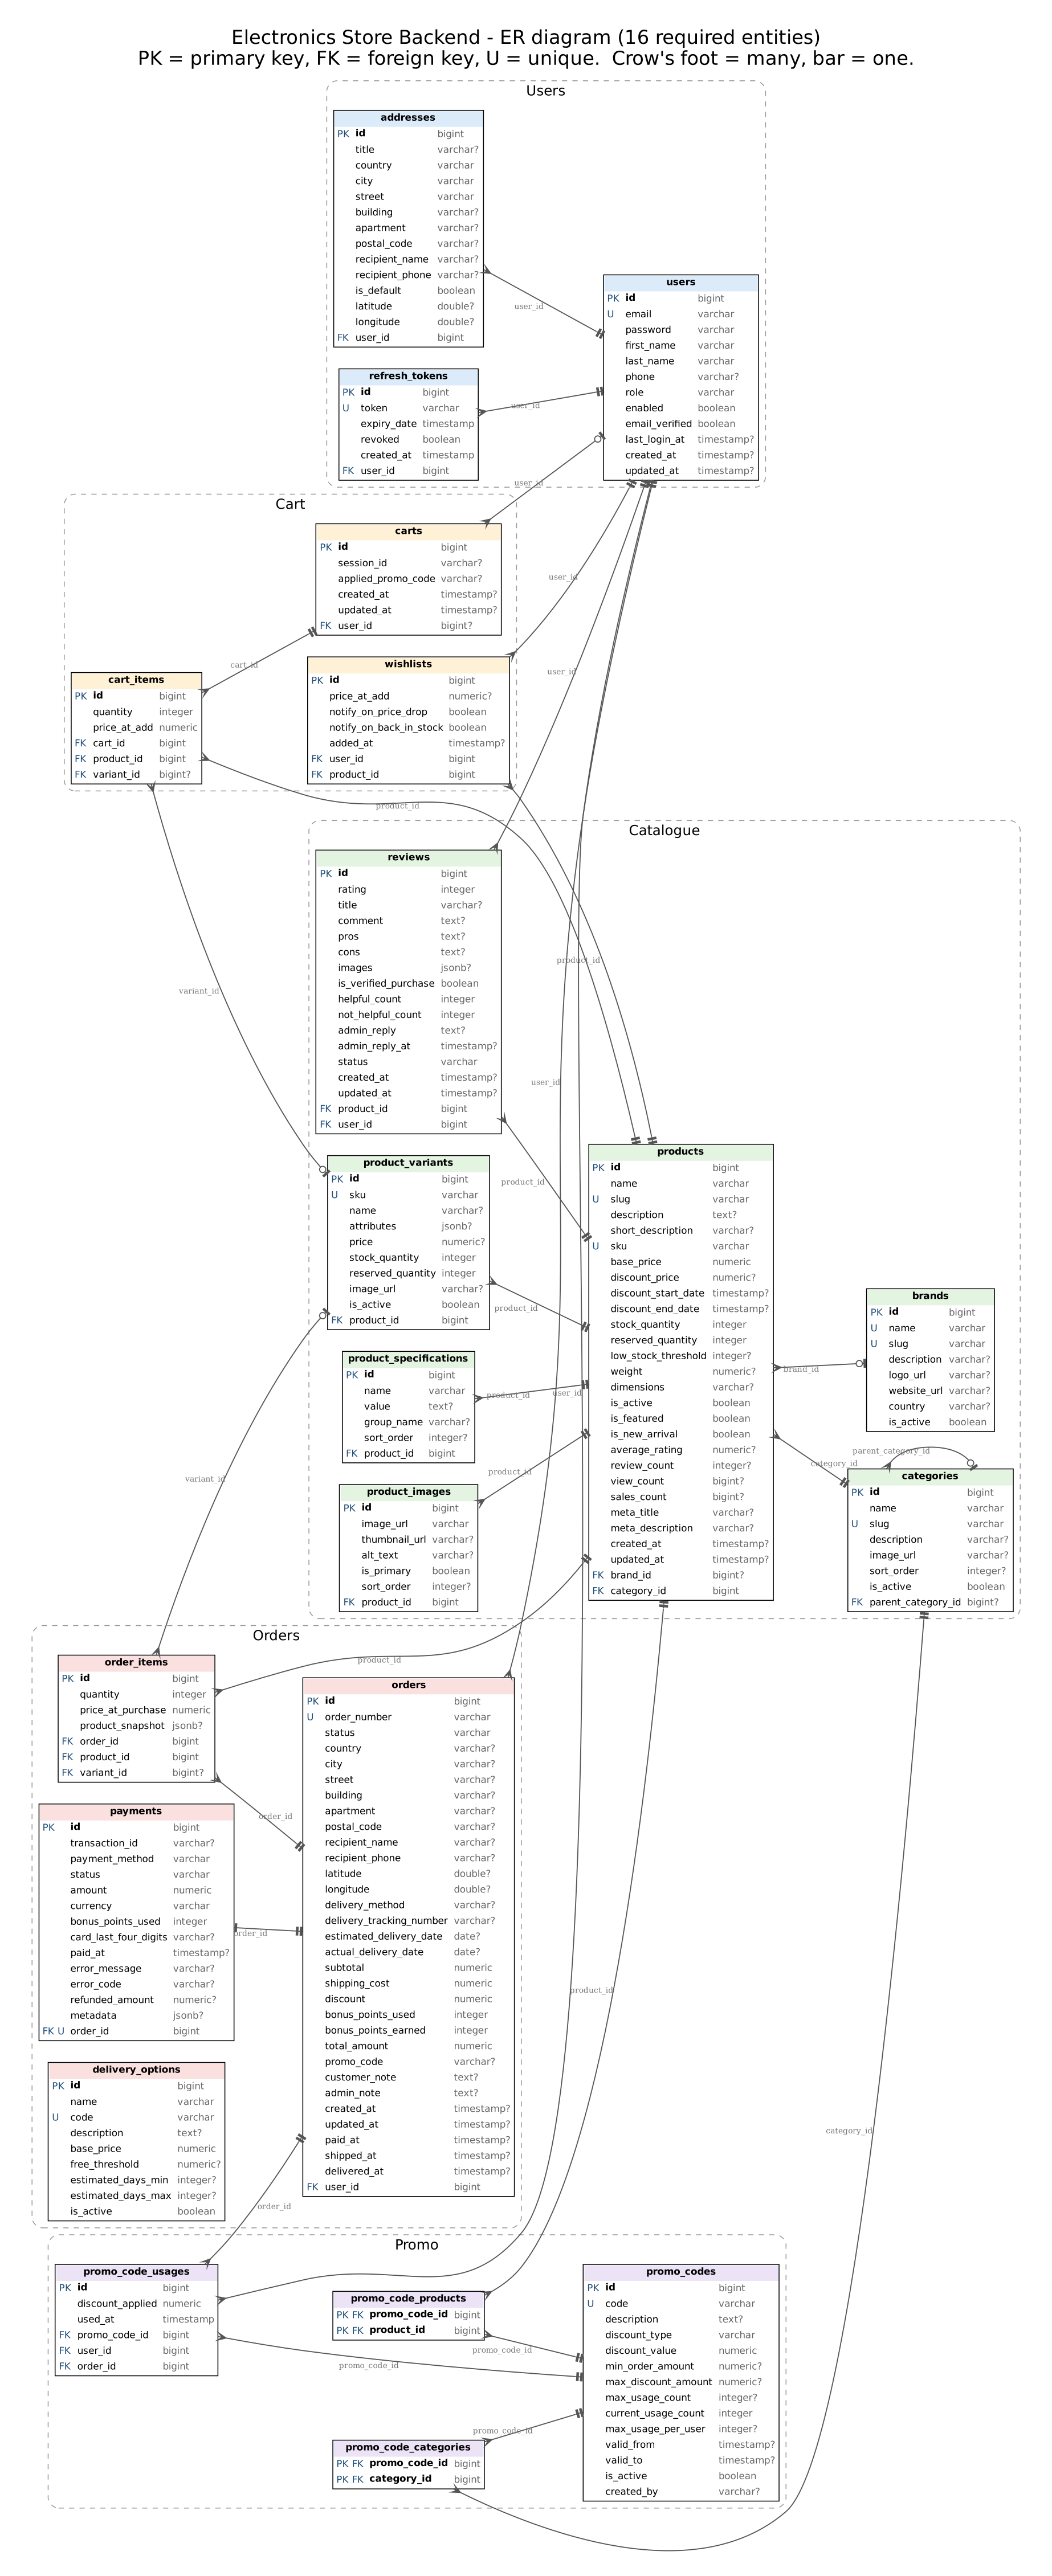 Electronics Store Backend - ER diagram (16 required entities)
PK = primary key, FK = foreign key, U = unique.  Crow's foot = many, bar = one.
Users
addresses
PK id bigint
title varchar?
country varchar
city varchar
street varchar
building varchar?
apartment varchar?
postal_code varchar?
recipient_name varchar?
recipient_phone varchar?
is_default boolean
latitude double?
longitude double?
FK user_id bigint
user_id
users
PK id bigint
U email varchar
password varchar
first_name varchar
last_name varchar
phone varchar?
role varchar
enabled boolean
email_verified boolean
last_login_at timestamp?
created_at timestamp?
updated_at timestamp?
refresh_tokens
PK id bigint
U token varchar
expiry_date timestamp
revoked boolean
created_at timestamp
FK user_id bigint
user_id
user_id
Cart
carts
PK id bigint
session_id varchar?
applied_promo_code varchar?
created_at timestamp?
updated_at timestamp?
FK user_id bigint?
user_id
cart_id
wishlists
PK id bigint
price_at_add numeric?
notify_on_price_drop boolean
notify_on_back_in_stock boolean
added_at timestamp?
FK user_id bigint
FK product_id bigint
user_id
cart_items
PK id bigint
quantity integer
price_at_add numeric
FK cart_id bigint
FK product_id bigint
FK variant_id bigint?
product_id
Catalogue
reviews
PK id bigint
rating integer
title varchar?
comment text?
pros text?
cons text?
images jsonb?
is_verified_purchase boolean
helpful_count integer
not_helpful_count integer
admin_reply text?
admin_reply_at timestamp?
status varchar
created_at timestamp?
updated_at timestamp?
FK product_id bigint
FK user_id bigint
product_id
variant_id
user_id
product_variants
PK id bigint
U sku varchar
name varchar?
attributes jsonb?
price numeric?
stock_quantity integer
reserved_quantity integer
image_url varchar?
is_active boolean
FK product_id bigint
product_id
product_id
products
PK id bigint
name varchar
U slug varchar
description text?
short_description varchar?
U sku varchar
base_price numeric
discount_price numeric?
discount_start_date timestamp?
discount_end_date timestamp?
stock_quantity integer
reserved_quantity integer
low_stock_threshold integer?
weight numeric?
dimensions varchar?
is_active boolean
is_featured boolean
is_new_arrival boolean
average_rating numeric?
review_count integer?
view_count bigint?
sales_count bigint?
meta_title varchar?
meta_description varchar?
created_at timestamp?
updated_at timestamp?
FK brand_id bigint?
FK category_id bigint
brands
PK id bigint
U name varchar
U slug varchar
description varchar?
logo_url varchar?
website_url varchar?
country varchar?
is_active boolean
brand_id
product_specifications
PK id bigint
name varchar
value text?
group_name varchar?
sort_order integer?
FK product_id bigint
product_id
user_id
parent_category_id
category_id
categories
PK id bigint
name varchar
U slug varchar
description varchar?
image_url varchar?
sort_order integer?
is_active boolean
FK parent_category_id bigint?
product_id
variant_id
product_images
PK id bigint
image_url varchar
thumbnail_url varchar?
alt_text varchar?
is_primary boolean
sort_order integer?
FK product_id bigint
Orders
order_items
PK id bigint
quantity integer
price_at_purchase numeric
product_snapshot jsonb?
FK order_id bigint
FK product_id bigint
FK variant_id bigint?
product_id
order_id
orders
PK id bigint
U order_number varchar
status varchar
country varchar?
city varchar?
street varchar?
building varchar?
apartment varchar?
postal_code varchar?
recipient_name varchar?
recipient_phone varchar?
latitude double?
longitude double?
delivery_method varchar?
delivery_tracking_number varchar?
estimated_delivery_date date?
actual_delivery_date date?
subtotal numeric
shipping_cost numeric
discount numeric
bonus_points_used integer
bonus_points_earned integer
total_amount numeric
promo_code varchar?
customer_note text?
admin_note text?
created_at timestamp?
updated_at timestamp?
paid_at timestamp?
shipped_at timestamp?
delivered_at timestamp?
FK user_id bigint
payments
PK id bigint
transaction_id varchar?
payment_method varchar
status varchar
amount numeric
currency varchar
bonus_points_used integer
card_last_four_digits varchar?
paid_at timestamp?
error_message varchar?
error_code varchar?
refunded_amount numeric?
metadata jsonb?
FK U order_id bigint
order_id
product_id
delivery_options
PK id bigint
name varchar
U code varchar
description text?
base_price numeric
free_threshold numeric?
estimated_days_min integer?
estimated_days_max integer?
is_active boolean
category_id
order_id
Promo
promo_code_usages
PK id bigint
discount_applied numeric
used_at timestamp
FK promo_code_id bigint
FK user_id bigint
FK order_id bigint
promo_code_products
PK FK promo_code_id bigint
PK FK product_id bigint
promo_code_id
promo_code_id
promo_codes
PK id bigint
U code varchar
description text?
discount_type varchar
discount_value numeric
min_order_amount numeric?
max_discount_amount numeric?
max_usage_count integer?
current_usage_count integer
max_usage_per_user integer?
valid_from timestamp?
valid_to timestamp?
is_active boolean
created_by varchar?
promo_code_id
promo_code_categories
PK FK promo_code_id bigint
PK FK category_id bigint